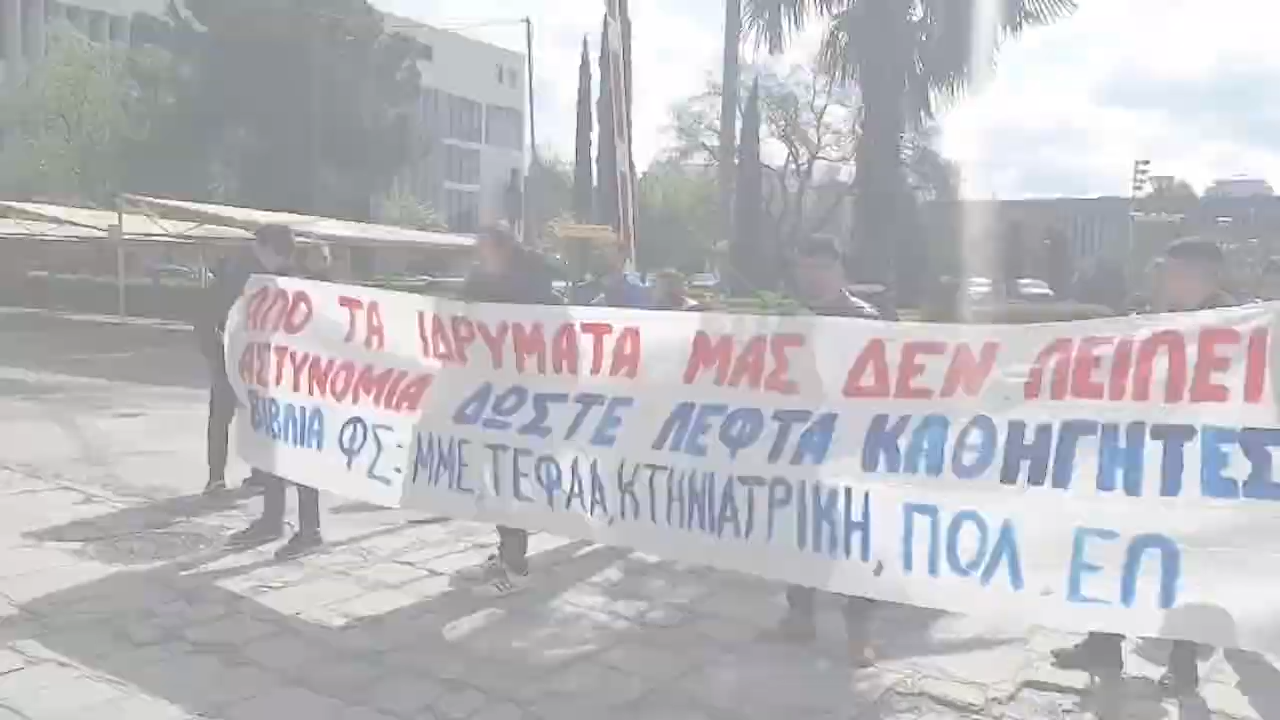 ΑΠΟ ΤΑ ΙΔΡΥΜΑΤΑ ΜΑΣ ΔΕΝ ΛΕΙΠΕΙ
ΑΣΤΥΝΟΜΙΑ ΔΩΣΤΕ ΛΕΦΤΑ ΚΑΘΗΓΗΤΕΣ
ΒΙΒΛΙΑ ΦΣ: ΜΜΕ, ΤΕΦΑΑ, ΚΤΗΝΙΑΤΡΙΚΗ, ΠΟΛ ΕΠ